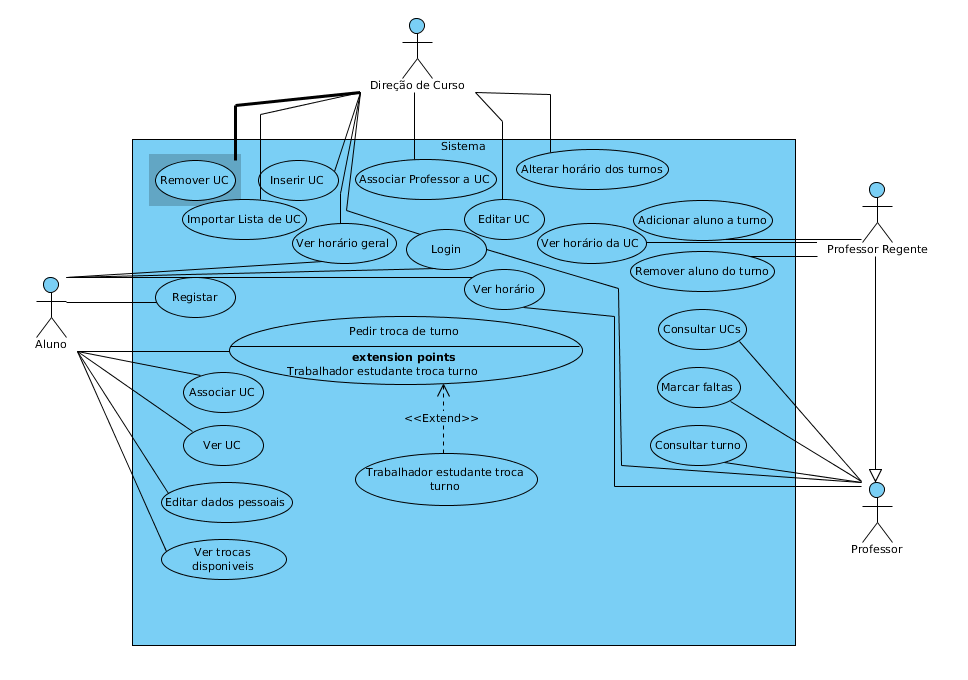 Direção de Curso
Sistema
Remover UC
Inserir UC
Associar Professor a UC
Alterar horário dos turnos
Importar Lista de UC
Editar UC
Adicionar aluno a turno
Ver horário geral
Login
Ver horário da UC
Professor Regente
Remover aluno do turno
Registar
Ver horário
Aluno
Pedir troca de turno
extension points
Trabalhador estudante troca turno
Consultar UCs
Associar UC
Marcar faltas
<<Extend>>
Ver UC
Consultar turno
Trabalhador estudante troca
turno
Editar dados pessoais
Professor
Ver trocas
disponiveis